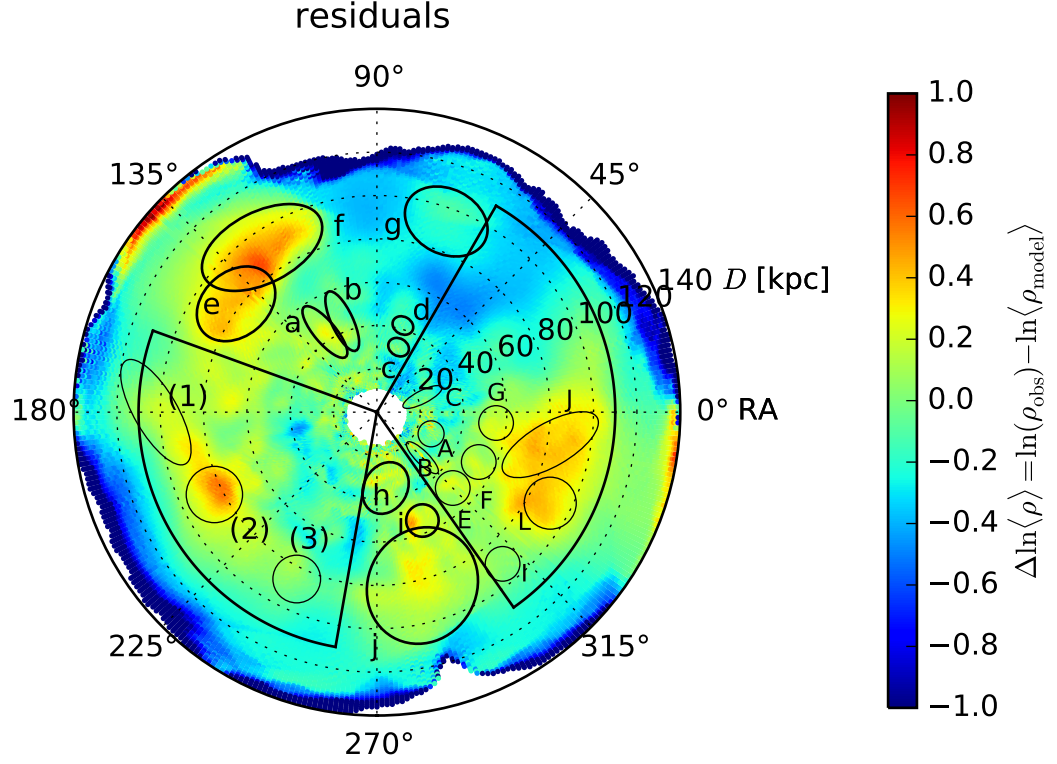 residuals
90°
135°
45°
180°
0° RA
225°
315°
270°
20
40
60
80
100
120
140 D [kpc]
a
b
c
d
e
f
g
h
i
j
A
B
C
E
F
G
I
J
L
(1)
(2)
(3)
1.0
0.8
0.6
0.4
0.2
0.0
−0.2
−0.4
−0.6
−0.8
−1.0
Δln⟨ρ⟩ = ln⟨ρobs⟩ − ln⟨ρmodel⟩